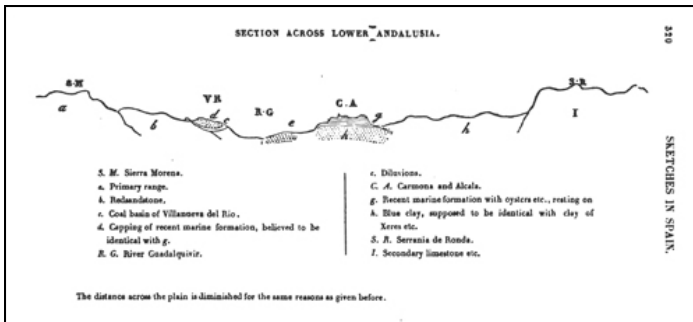 SECTION ACROSS LOWER ANDALUSIA.
320
SKETCHES IN SPAIN.
S·M
a
b
V R
d
c
R·G
e
C.A
h
g
h
S·R
I
S. M. Sierra Morena.
a. Primary range.
b. Redsandstone.
c. Coal basin of Villanueva del Rio.
d. Capping of recent marine formation, believed to be
identical with g.
R. G. River Guadalquivir.
e. Diluvions.
C. A. Carmona and Alcala.
g. Recent marine formation with oysters etc., resting on
h. Blue clay, supposed to be identical with clay of
Xeres etc.
S. R. Serrania de Ronda.
I. Secondary limestone etc.
The distance across the plain is diminished for the same reasons as given before.